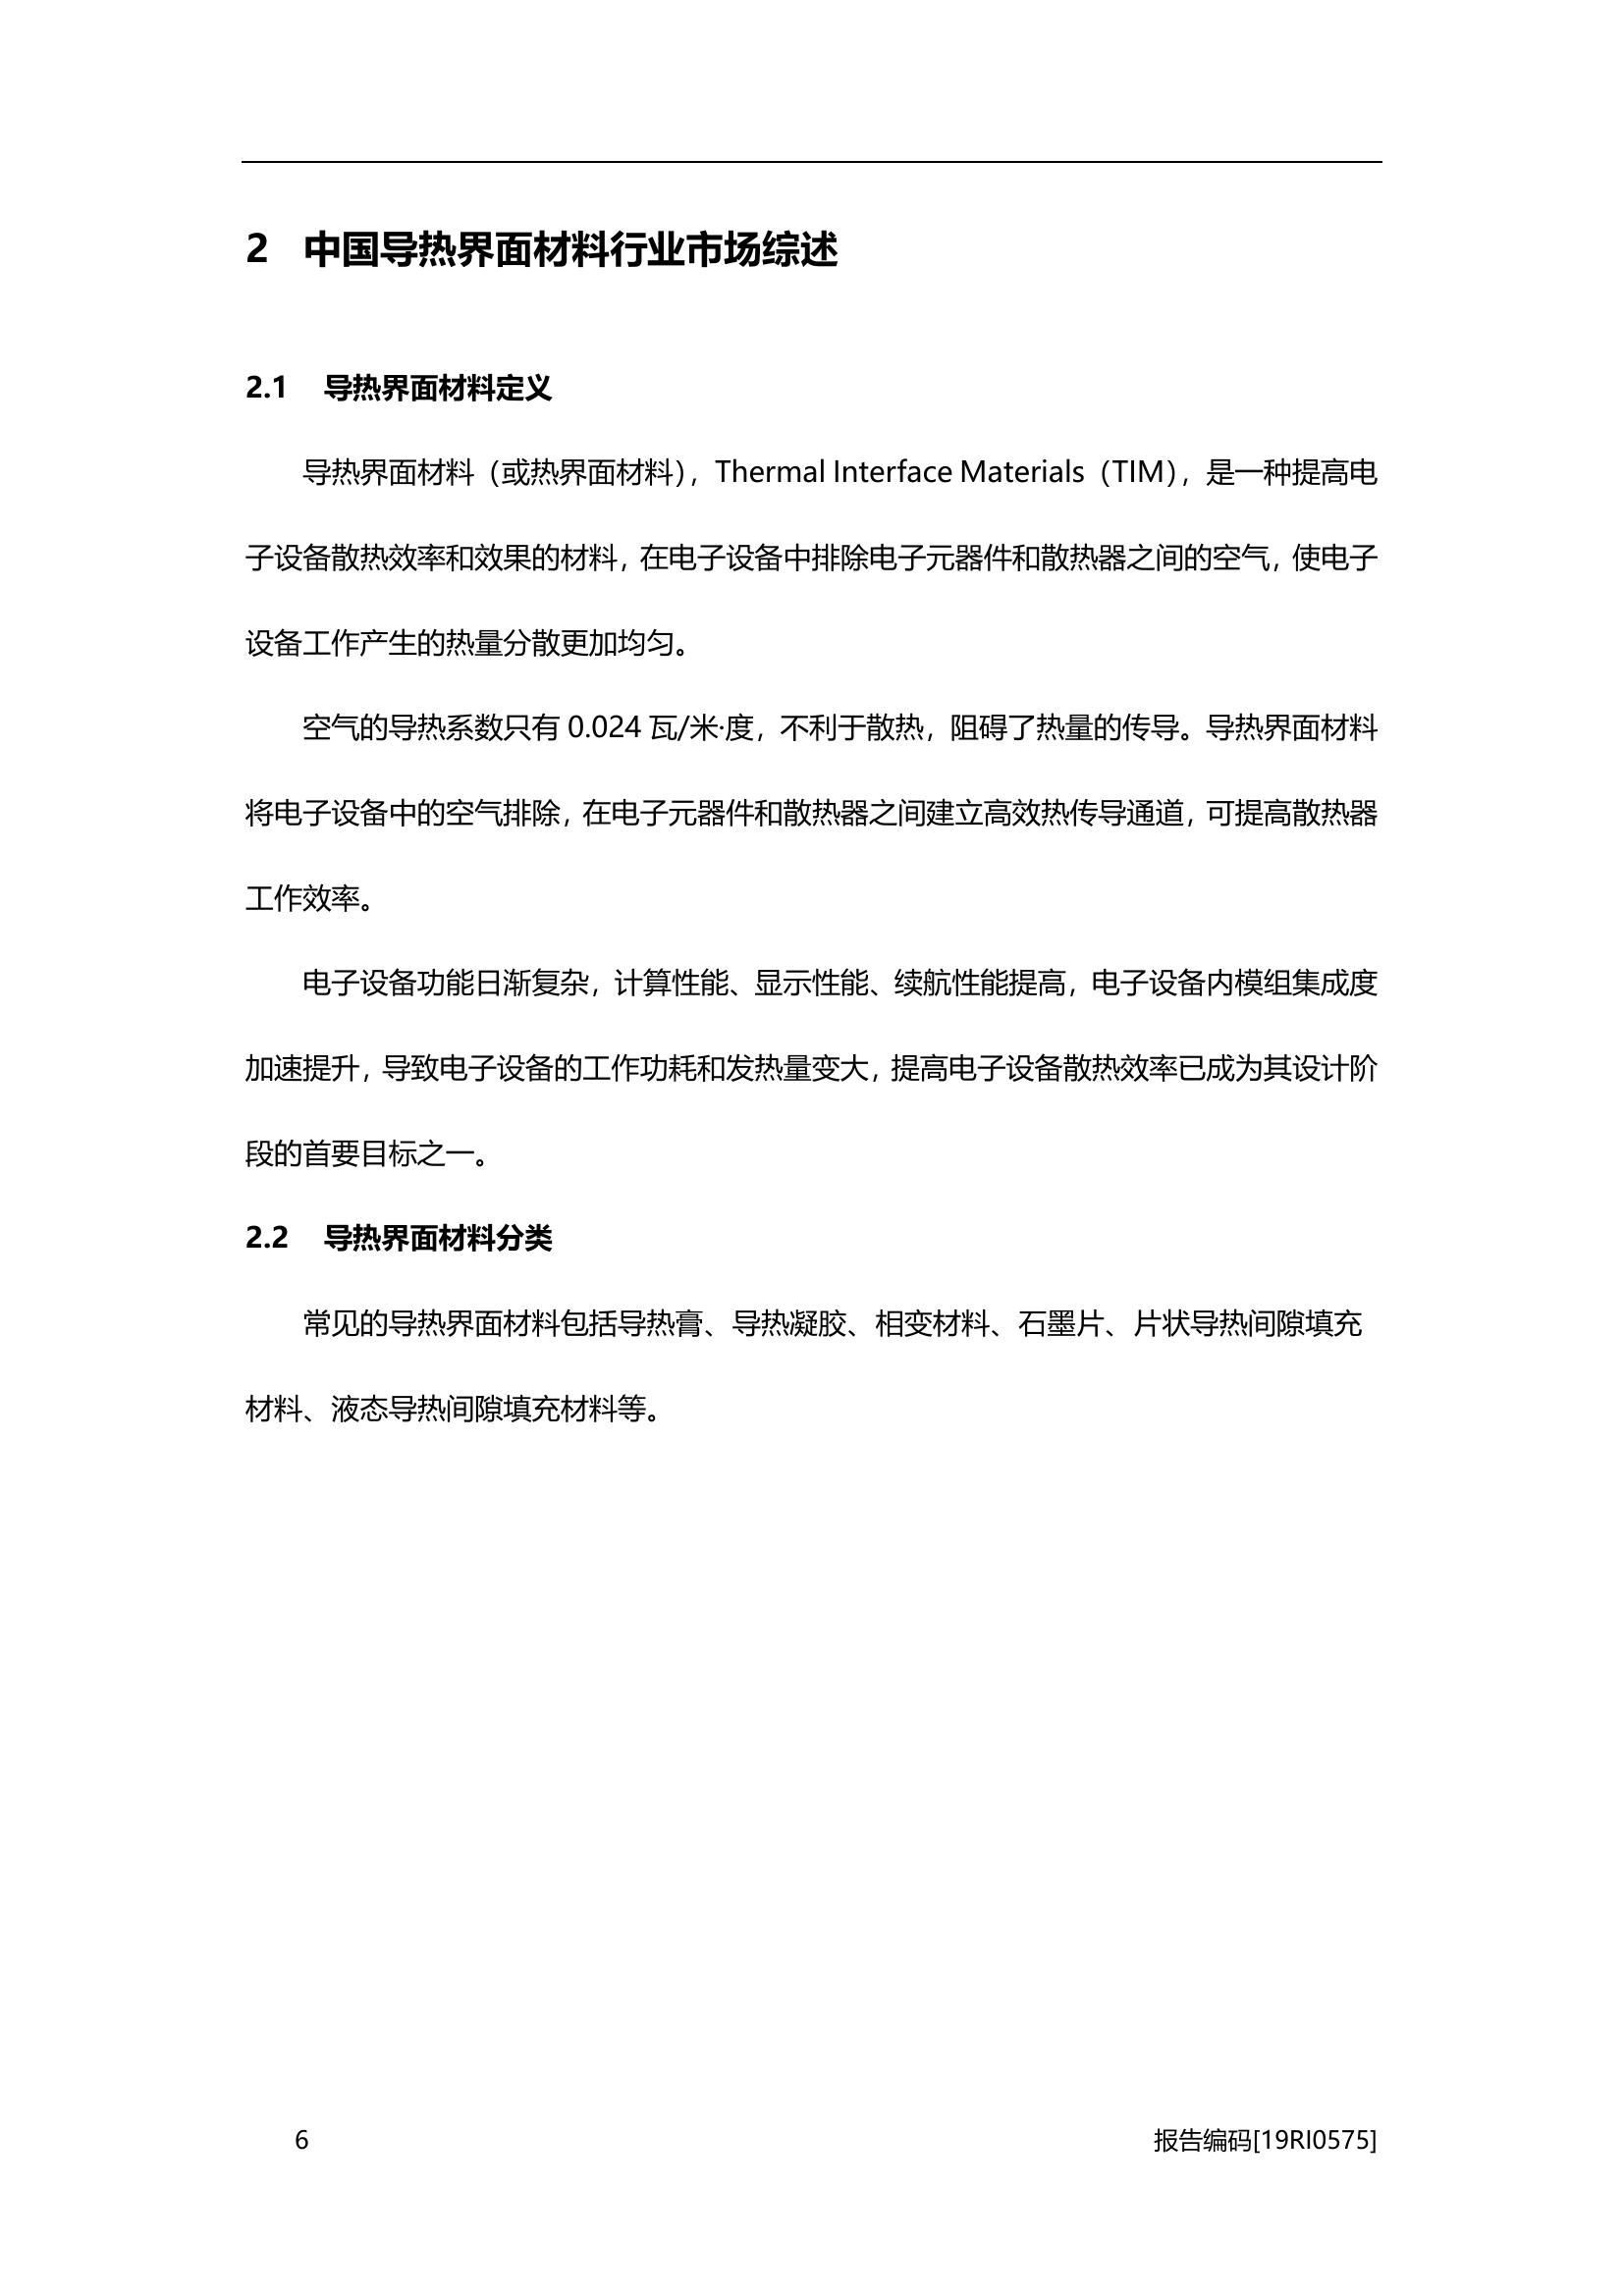 2 中国导热界面材料行业市场综述
2.1 导热界面材料定义
导热界面材料（或热界面材料），Thermal Interface Materials（TIM），是一种提高电
子设备散热效率和效果的材料，在电子设备中排除电子元器件和散热器之间的空气，使电子
设备工作产生的热量分散更加均匀。
空气的导热系数只有 0.024 瓦/米·度，不利于散热，阻碍了热量的传导。导热界面材料
将电子设备中的空气排除，在电子元器件和散热器之间建立高效热传导通道，可提高散热器
工作效率。
电子设备功能日渐复杂，计算性能、显示性能、续航性能提高，电子设备内模组集成度
加速提升，导致电子设备的工作功耗和发热量变大，提高电子设备散热效率已成为其设计阶
段的首要目标之一。
2.2 导热界面材料分类
常见的导热界面材料包括导热膏、导热凝胶、相变材料、石墨片、片状导热间隙填充
材料、液态导热间隙填充材料等。
6 报告编码[19RI0575]